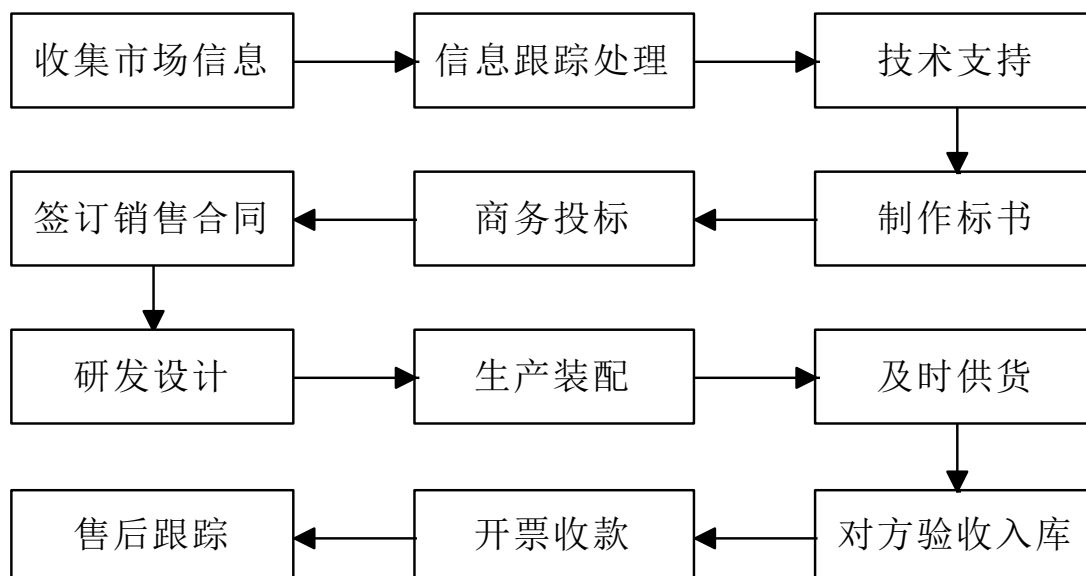 收集市场信息
信息跟踪处理
技术支持
签订销售合同
商务投标
制作标书
研发设计
生产装配
及时供货
售后跟踪
开票收款
对方验收入库